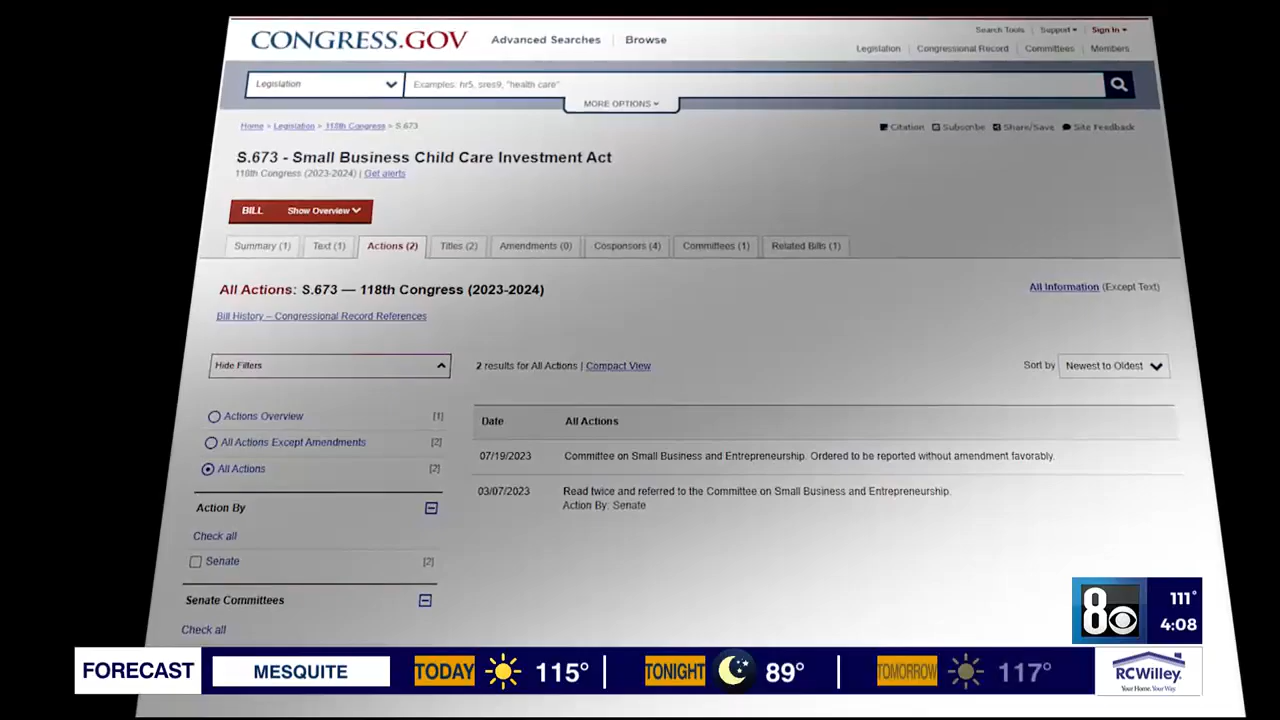 CONGRESS.GOV
Advanced Searches
Browse
Search Tools
Support
Sign In
Legislation
Congressional Record
Committees
Members
Legislation
Examples: hr5, sres9, "health care"
MORE OPTIONS
Home > Legislation > 118th Congress > S.673
Citation
Subscribe
Share/Save
Site Feedback
S.673 - Small Business Child Care Investment Act
118th Congress (2023-2024) | Get alerts
BILL
Show Overview
Summary (1)
Text (1)
Actions (2)
Titles (2)
Amendments (0)
Cosponsors (4)
Committees (1)
Related Bills (1)
All Actions: S.673 — 118th Congress (2023-2024)
All Information (Except Text)
Bill History – Congressional Record References
Hide Filters
2 results for All Actions | Compact View
Sort by
Newest to Oldest
Actions Overview [1]
All Actions Except Amendments [2]
All Actions [2]
Action By
Check all
Senate [2]
Senate Committees
Check all
Date
All Actions
07/19/2023
Committee on Small Business and Entrepreneurship. Ordered to be reported without amendment favorably.
03/07/2023
Read twice and referred to the Committee on Small Business and Entrepreneurship.
Action By: Senate
8
111°
4:08
FORECAST
MESQUITE
TODAY
115°
TONIGHT
89°
TOMORROW
117°
RCWilley
Your Home. Your Way.